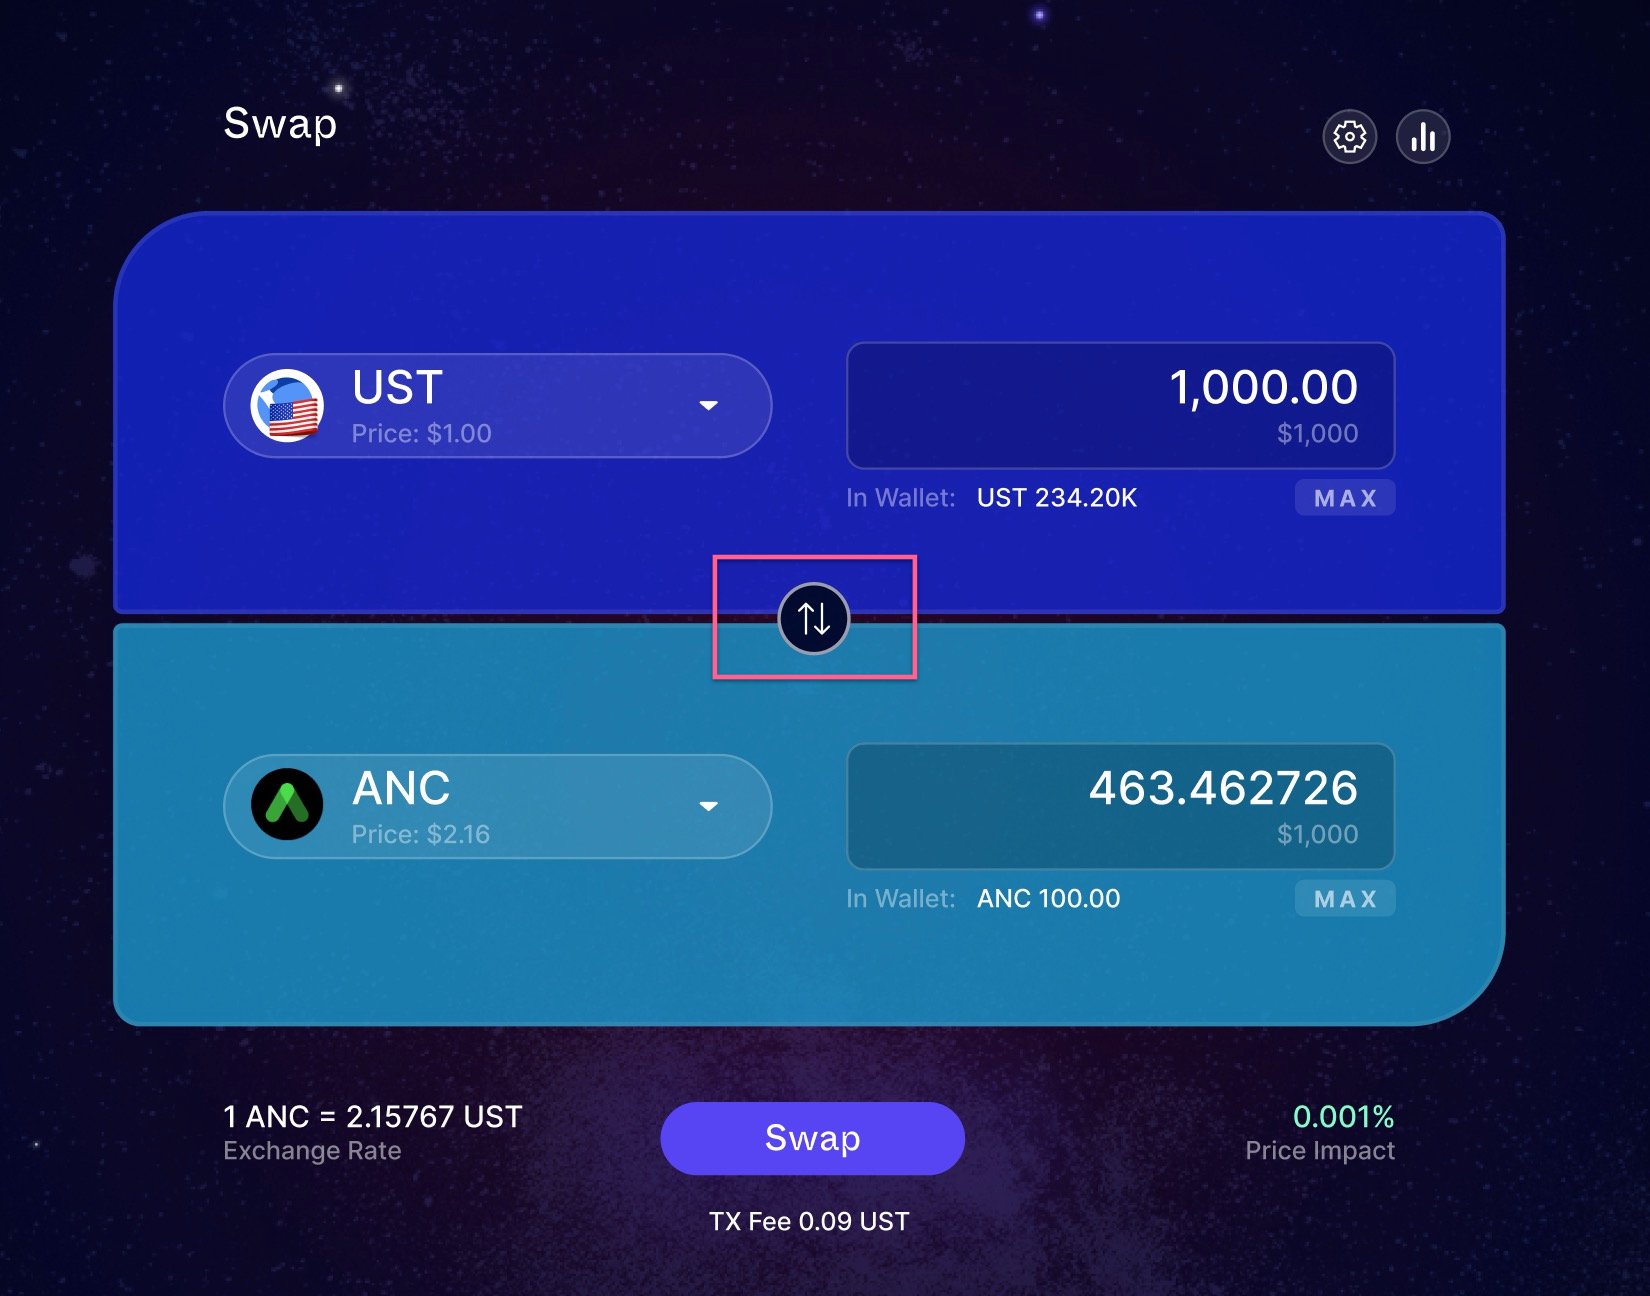 Swap
UST
Price: $1.00
1,000.00
$1,000
In Wallet: UST 234.20K
MAX
ANC
Price: $2.16
463.462726
$1,000
In Wallet: ANC 100.00
MAX
1 ANC = 2.15767 UST
Exchange Rate
Swap
0.001%
Price Impact
TX Fee 0.09 UST